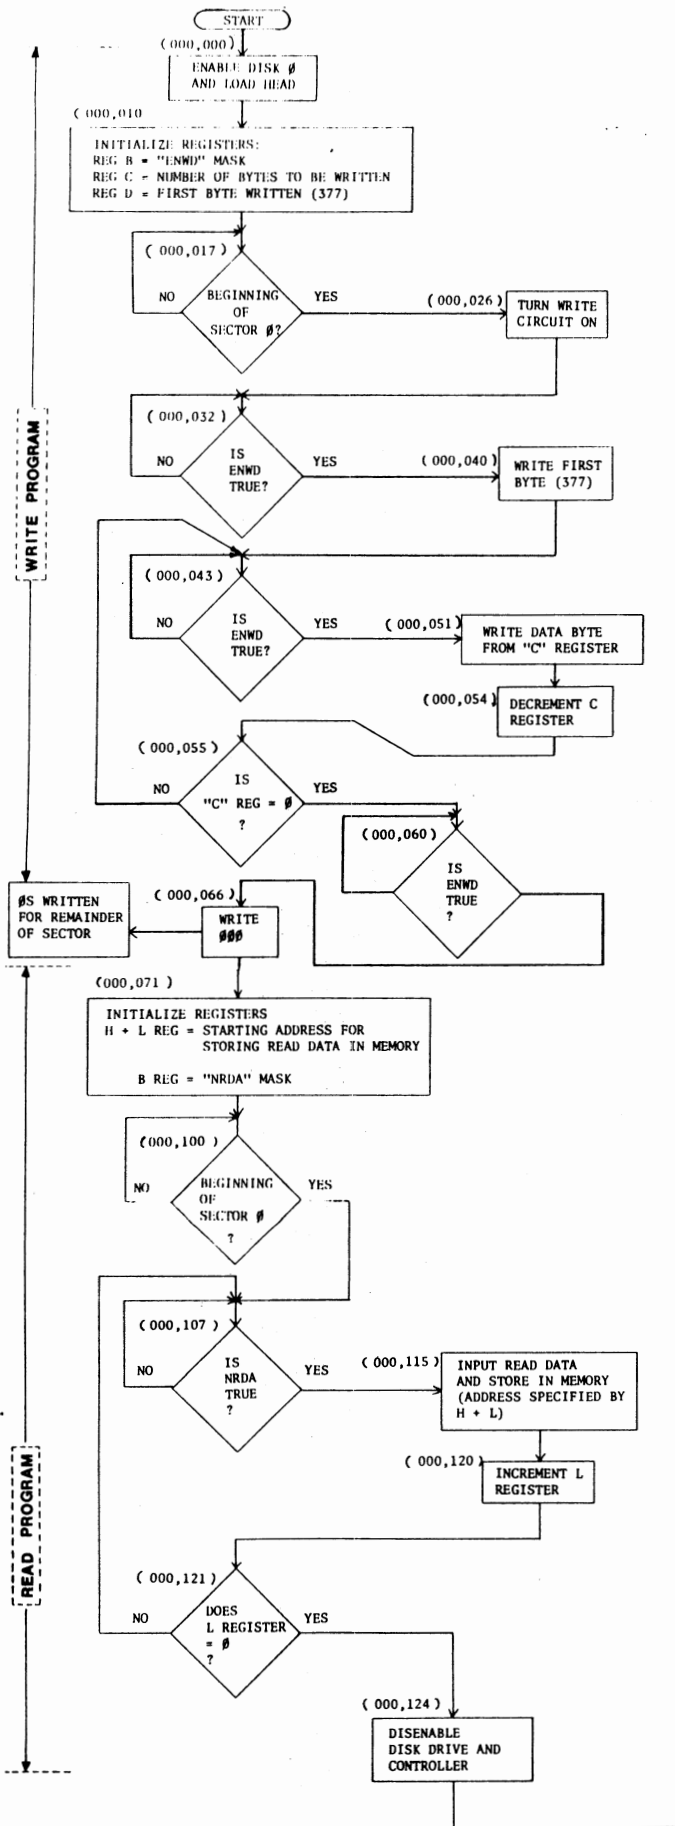 START
(000,000)
ENABLE DISK Ø
AND LOAD HEAD
(000,010
INITIALIZE REGISTERS:
REG B = "ENWD" MASK
REG C = NUMBER OF BYTES TO BE WRITTEN
REG D = FIRST BYTE WRITTEN (377)
(000,017)
BEGINNING
OF
SECTOR Ø?
NO
YES
(000,026)
TURN WRITE
CIRCUIT ON
(000,032)
IS
ENWD
TRUE?
NO
YES
(000,040)
WRITE FIRST
BYTE (377)
WRITE PROGRAM
(000,043)
IS
ENWD
TRUE?
NO
YES
(000,051)
WRITE DATA BYTE
FROM "C" REGISTER
(000,054)
DECREMENT C
REGISTER
(000,055)
IS
"C" REG = Ø
?
NO
YES
(000,060)
IS
ENWD
TRUE
?
ØS WRITTEN
FOR REMAINDER
OF SECTOR
(000,066)
WRITE
ØØØ
(000,071)
INITIALIZE REGISTERS
H + L REG = STARTING ADDRESS FOR
STORING READ DATA IN MEMORY
B REG = "NRDA" MASK
(000,100)
BEGINNING
OF
SECTOR Ø
?
NO
YES
(000,107)
IS
NRDA
TRUE
?
NO
YES
(000,115)
INPUT READ DATA
AND STORE IN MEMORY
(ADDRESS SPECIFIED BY
H + L)
(000,120)
INCREMENT L
REGISTER
READ PROGRAM
(000,121)
DOES
L REGISTER
= Ø
?
NO
YES
(000,124)
DISENABLE
DISK DRIVE AND
CONTROLLER